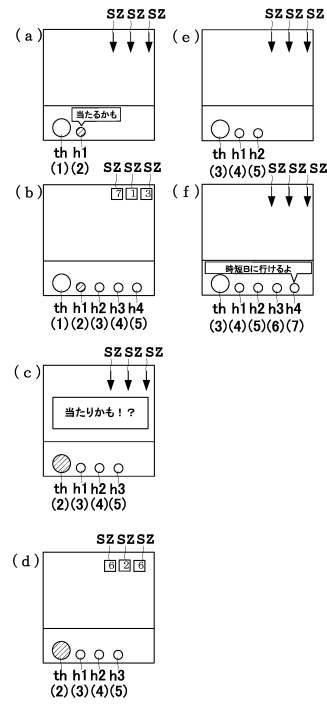 (a)
SZ SZ SZ
当たるかも
th h1
(1) (2)
(b)
SZ SZ SZ
7 1 3
th h1 h2 h3 h4
(1) (2) (3) (4) (5)
(c)
SZ SZ SZ
当たりかも！？
th h1 h2 h3
(2) (3) (4) (5)
(d)
SZ SZ SZ
6 2 6
th h1 h2 h3
(2) (3) (4) (5)
(e)
SZ SZ SZ
th h1 h2
(3) (4) (5)
(f)
SZ SZ SZ
時短Bに行けるよ
th h1 h2 h3 h4
(3) (4) (5) (6) (7)